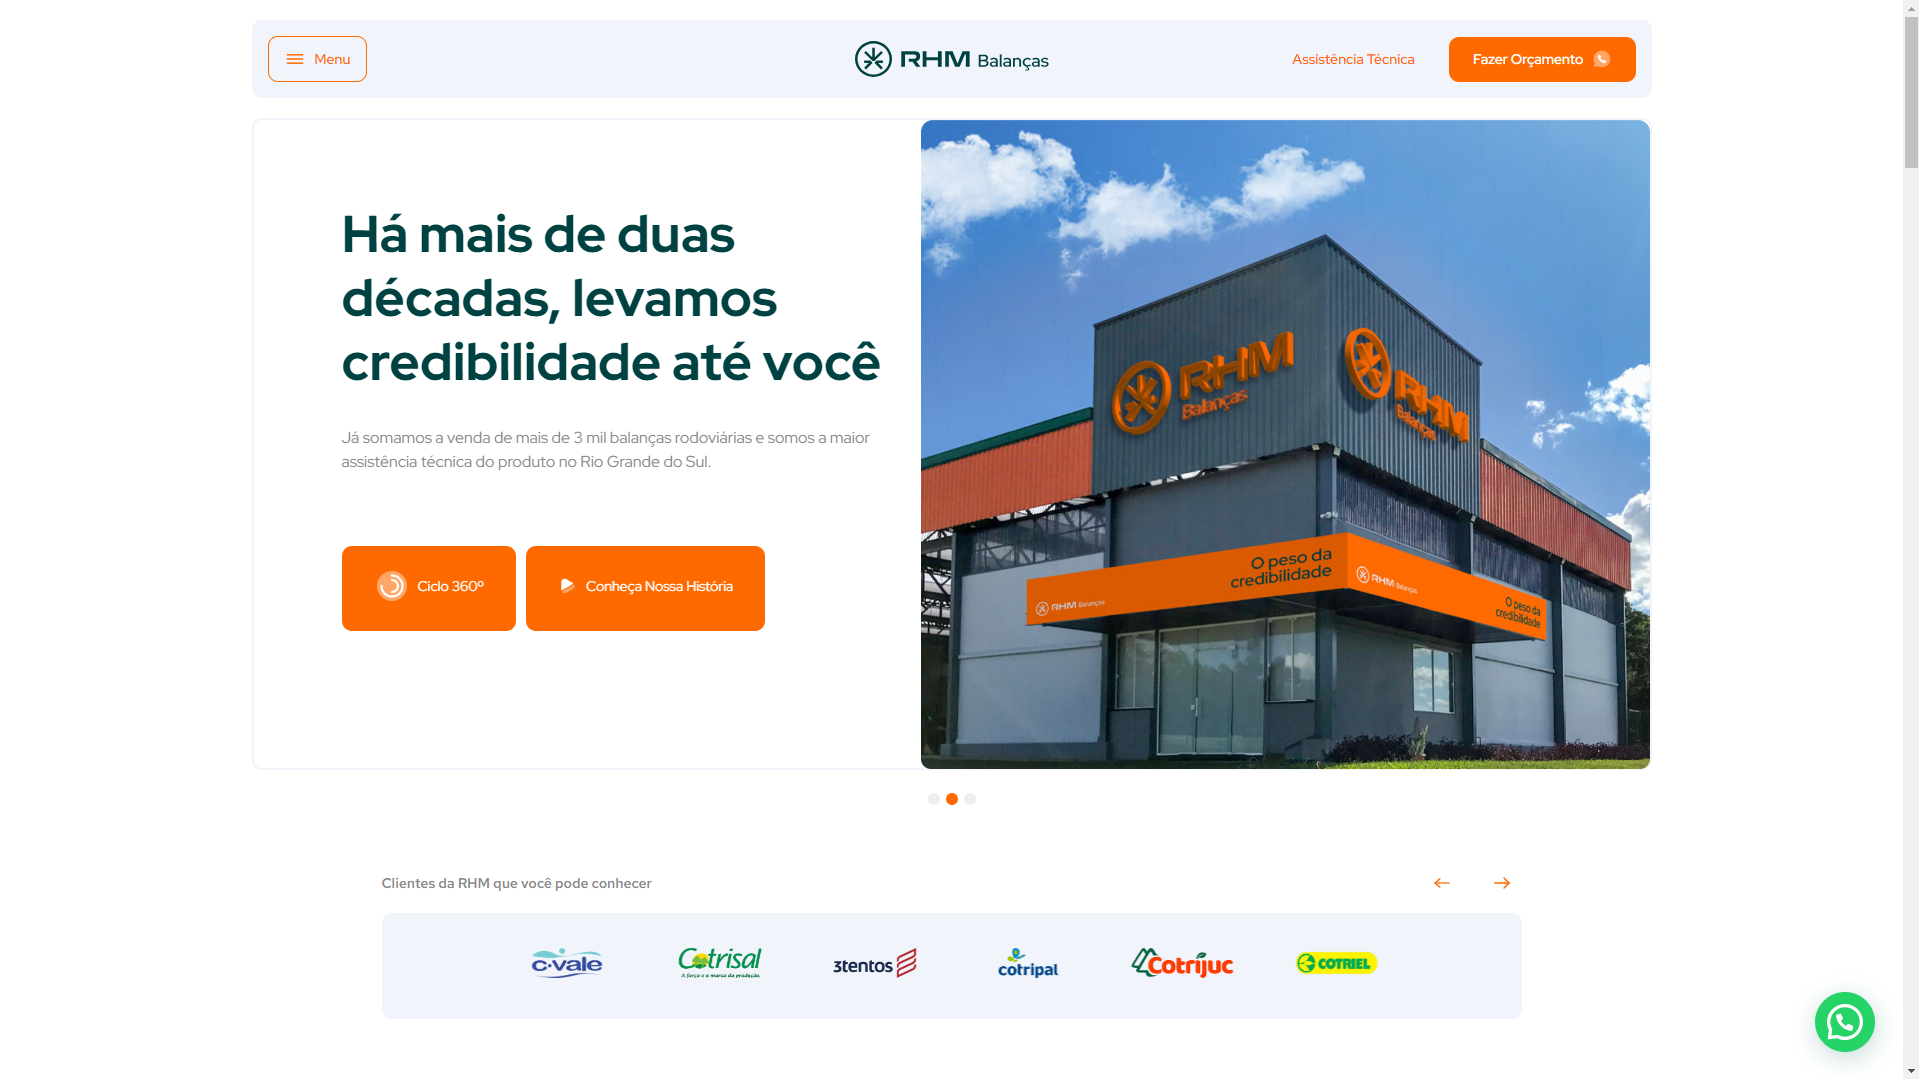 Menu
RHM Balanças
Assistência Técnica
Fazer Orçamento
Há mais de duas
décadas, levamos
credibilidade até você
Já somamos a venda de mais de 3 mil balanças rodoviárias e somos a maior
assistência técnica do produto no Rio Grande do Sul.
Ciclo 360º
Conheça Nossa História
RHM
Balanças
RHM
Balanças
O peso da
credibilidade
RHM Balanças
RHM Balanças
O peso da
credibilidade
Clientes da RHM que você pode conhecer
c·vale
Cotrisal
A força e a marca da produção.
3tentos
cotripal
Cotrijuc
COTRIEL